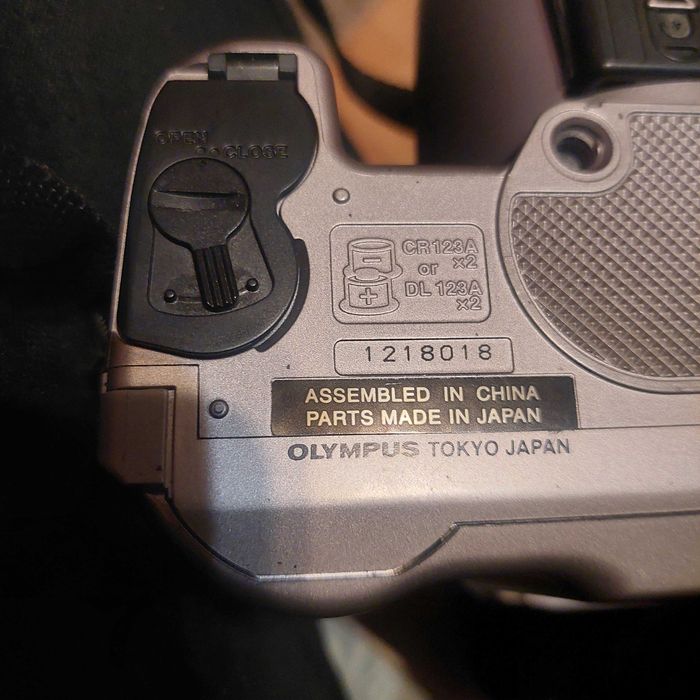 OPEN
CLOSE
CR123A
x2
or
DL 123A
x2
1218018
ASSEMBLED IN CHINA
PARTS MADE IN JAPAN
OLYMPUS TOKYO JAPAN